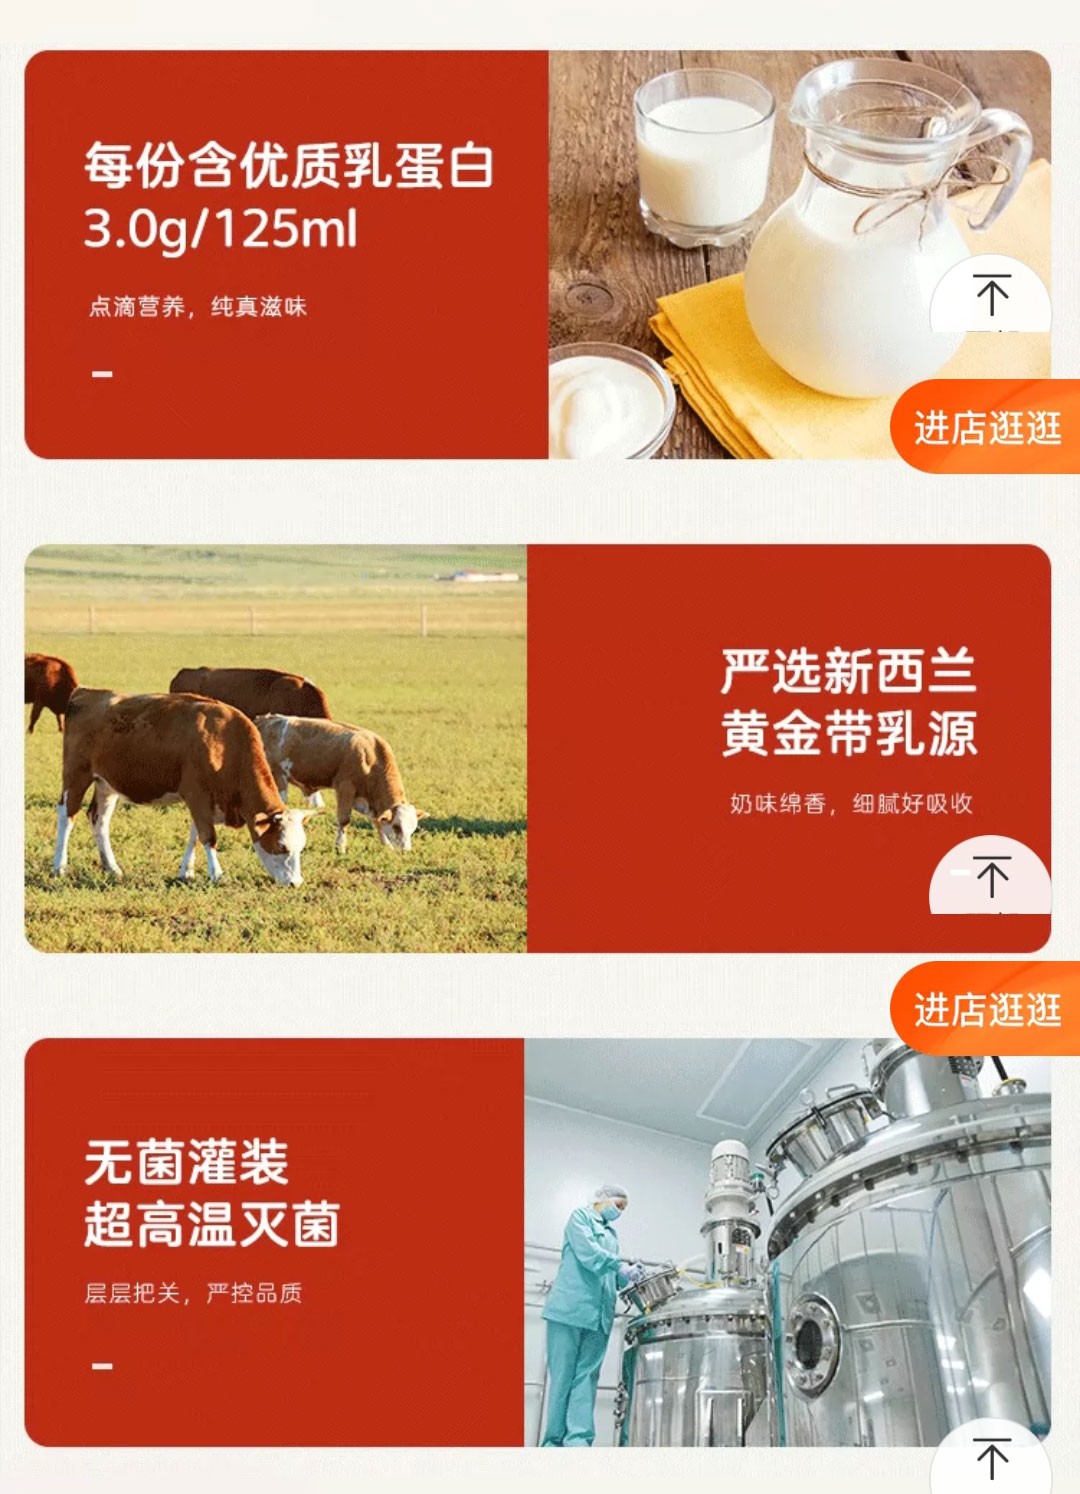 每份含优质乳蛋白
3.0g/125ml
点滴营养，纯真滋味
进店逛逛
严选新西兰
黄金带乳源
奶味绵香，细腻好吸收
进店逛逛
无菌灌装
超高温灭菌
层层把关，严控品质